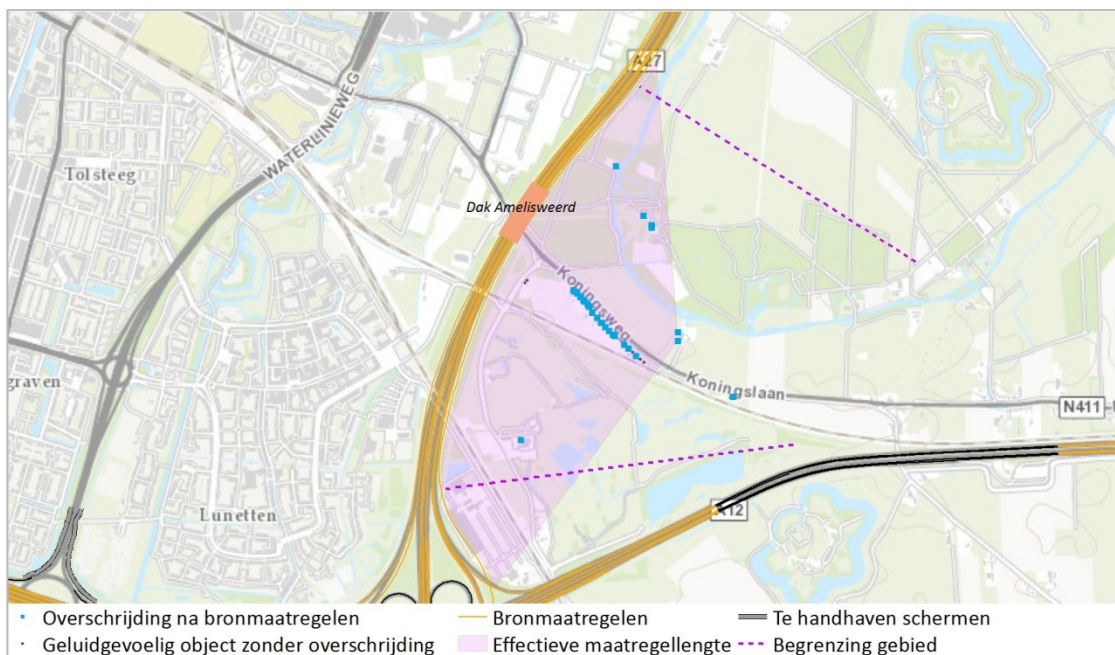 A27
WATERLINIEWEG
Tolsteeg
Dak Amelisweerd
Koningsweg
graven
Koningslaan
N411
Lunetten
A12
Overschrijding na bronmaatregelen
Bronmaatregelen
Te handhaven schermen
Geluidgevoelig object zonder overschrijding
Effectieve maatregellengte
Begrenzing gebied